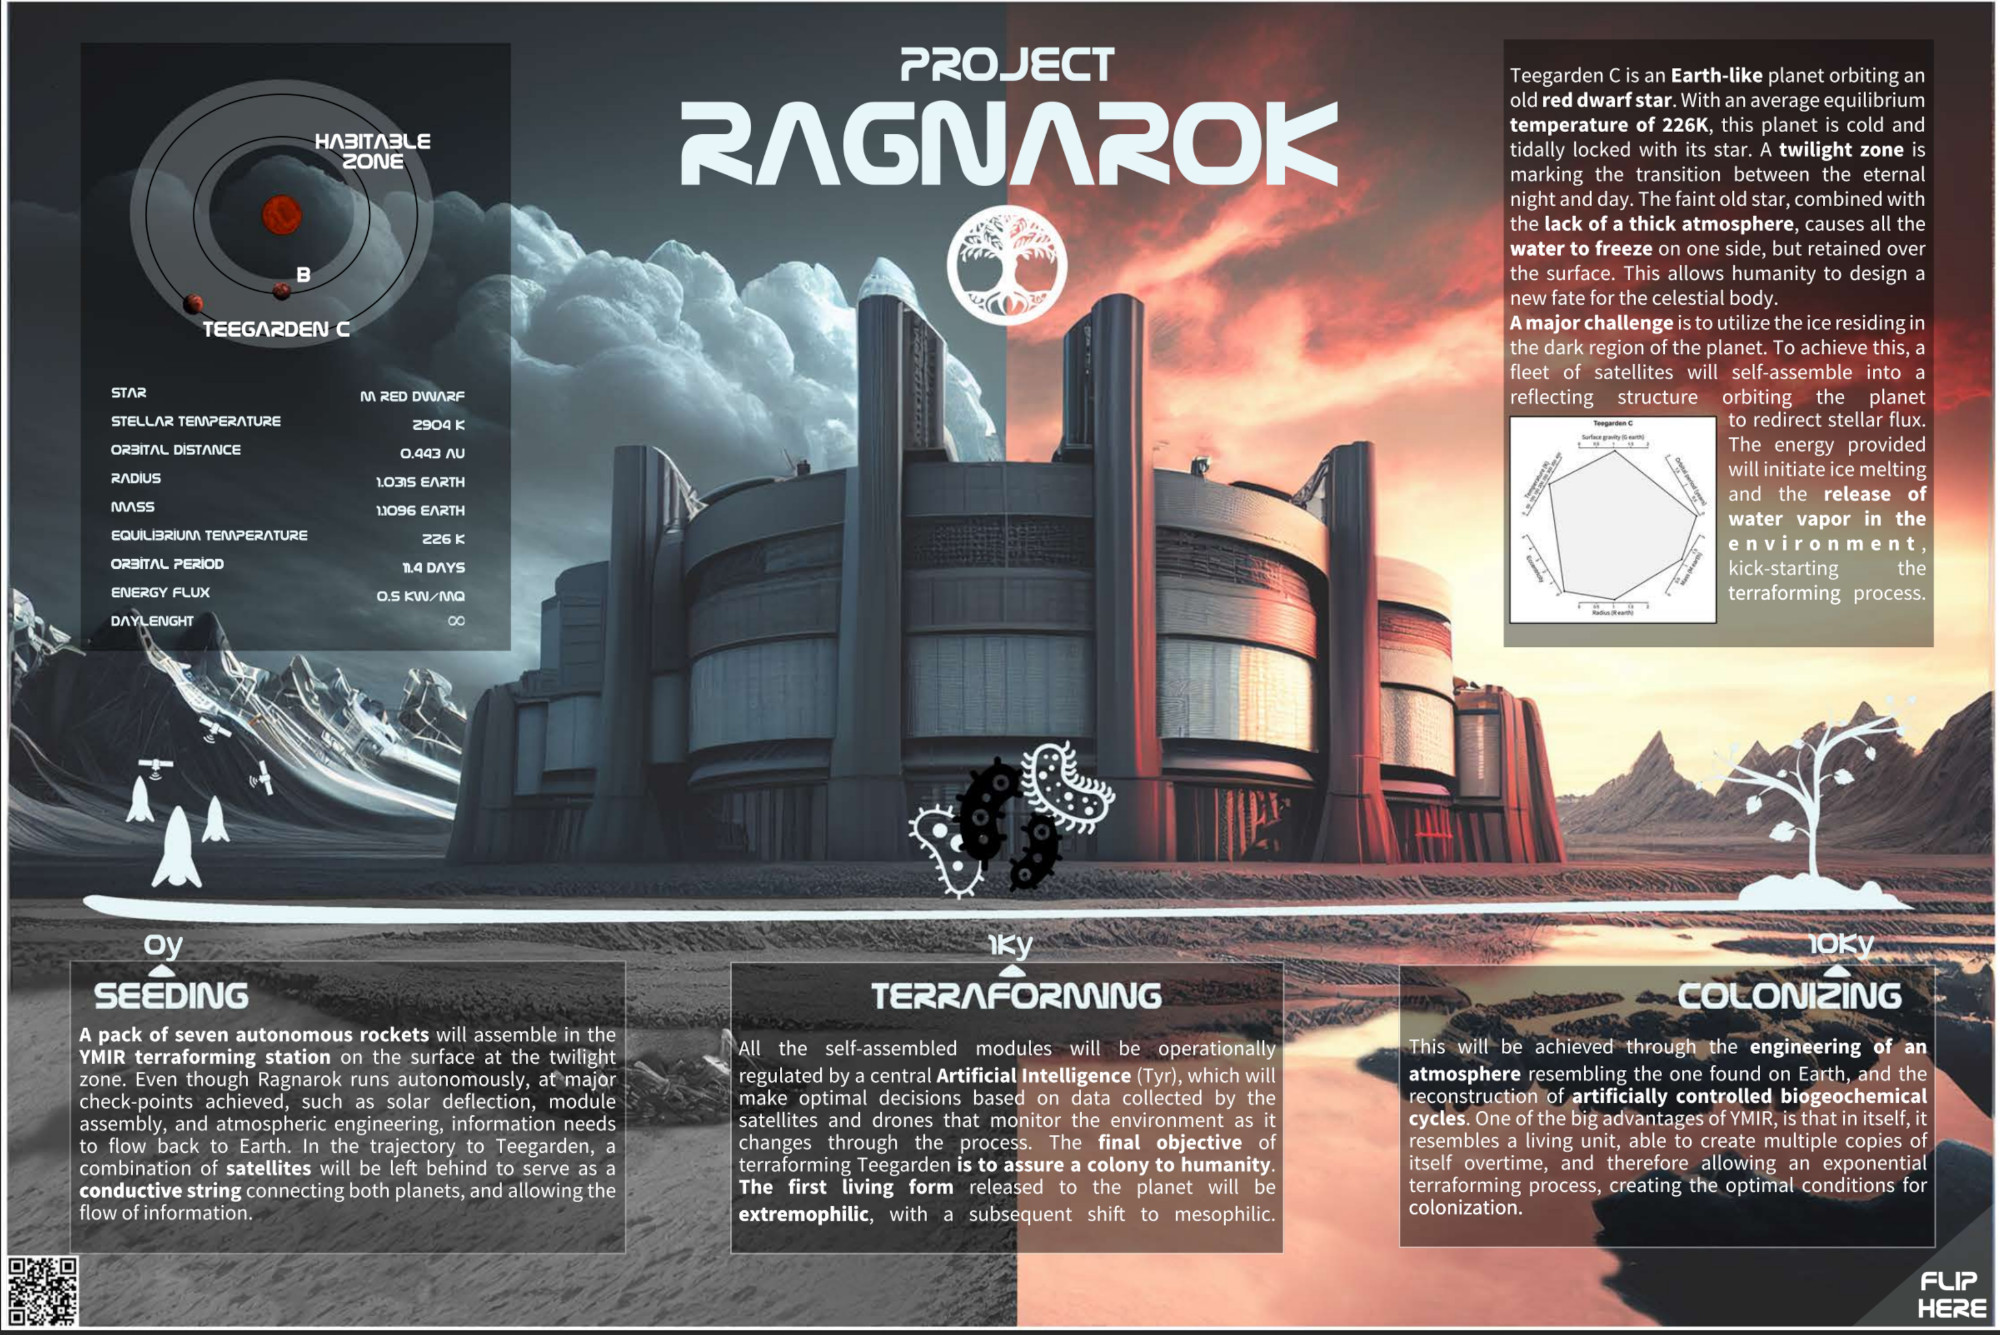 PROJECT
RAGNAROK
HABITABLE
ZONE
B
TEEGARDEN C
STAR M RED DWARF
STELLAR TEMPERATURE 2904 K
ORBITAL DISTANCE 0.443 AU
RADIUS 1.0315 EARTH
MASS 1.1096 EARTH
EQUILIBRIUM TEMPERATURE 226 K
ORBITAL PERIOD 11.4 DAYS
ENERGY FLUX 0.5 KW/MQ
DAYLENGHT ∞
Teegarden C is an Earth-like planet orbiting an
old red dwarf star. With an average equilibrium
temperature of 226K, this planet is cold and
tidally locked with its star. A twilight zone is
marking the transition between the eternal
night and day. The faint old star, combined with
the lack of a thick atmosphere, causes all the
water to freeze on one side, but retained over
the surface. This allows humanity to design a
new fate for the celestial body.
A major challenge is to utilize the ice residing in
the dark region of the planet. To achieve this, a
fleet of satellites will self-assemble into a
reflecting structure orbiting the planet
to redirect stellar flux.
The energy provided
will initiate ice melting
and the release of
water vapor in the
environment,
kick-starting the
terraforming process.
Teegarden C
Surface gravity (G earth)
Orbital period (years)
Mass (M earth)
Radius (R earth)
Eccentricity
Temperature (K)
0y
SEEDING
A pack of seven autonomous rockets will assemble in the
YMIR terraforming station on the surface at the twilight
zone. Even though Ragnarok runs autonomously, at major
check-points achieved, such as solar deflection, module
assembly, and atmospheric engineering, information needs
to flow back to Earth. In the trajectory to Teegarden, a
combination of satellites will be left behind to serve as a
conductive string connecting both planets, and allowing the
flow of information.
1Ky
TERRAFORMING
All the self-assembled modules will be operationally
regulated by a central Artificial Intelligence (Tyr), which will
make optimal decisions based on data collected by the
satellites and drones that monitor the environment as it
changes through the process. The final objective of
terraforming Teegarden is to assure a colony to humanity.
The first living form released to the planet will be
extremophilic, with a subsequent shift to mesophilic.
10Ky
COLONIZING
This will be achieved through the engineering of an
atmosphere resembling the one found on Earth, and the
reconstruction of artificially controlled biogeochemical
cycles. One of the big advantages of YMIR, is that in itself, it
resembles a living unit, able to create multiple copies of
itself overtime, and therefore allowing an exponential
terraforming process, creating the optimal conditions for
colonization.
FLIP
HERE